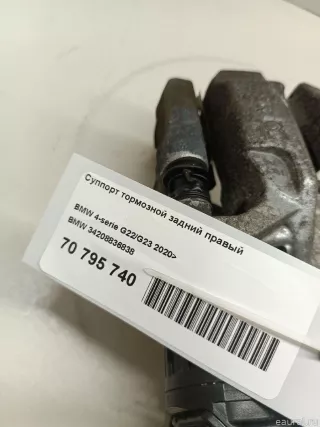 Суппорт тормозной задний правый
BMW 4-serie G22/G23 2020>
BMW 34208836838
70 795 740